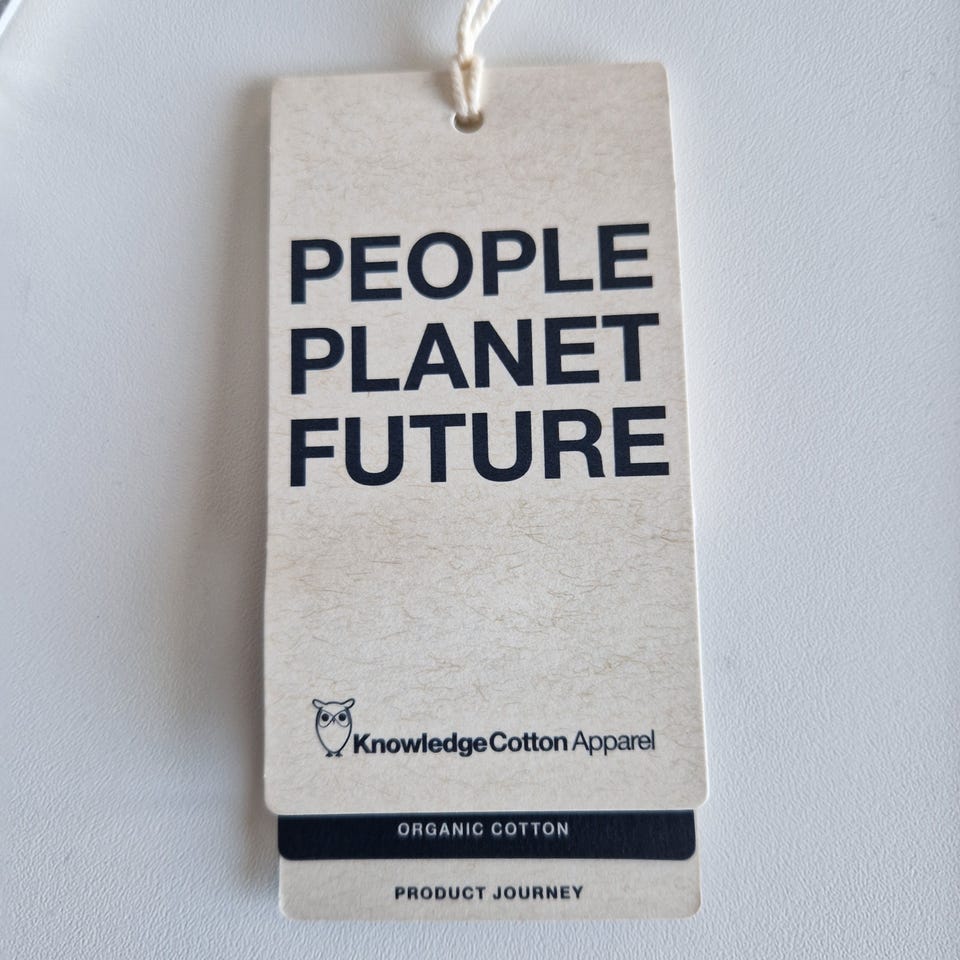 PEOPLE
PLANET
FUTURE
KnowledgeCotton Apparel
ORGANIC COTTON
PRODUCT JOURNEY